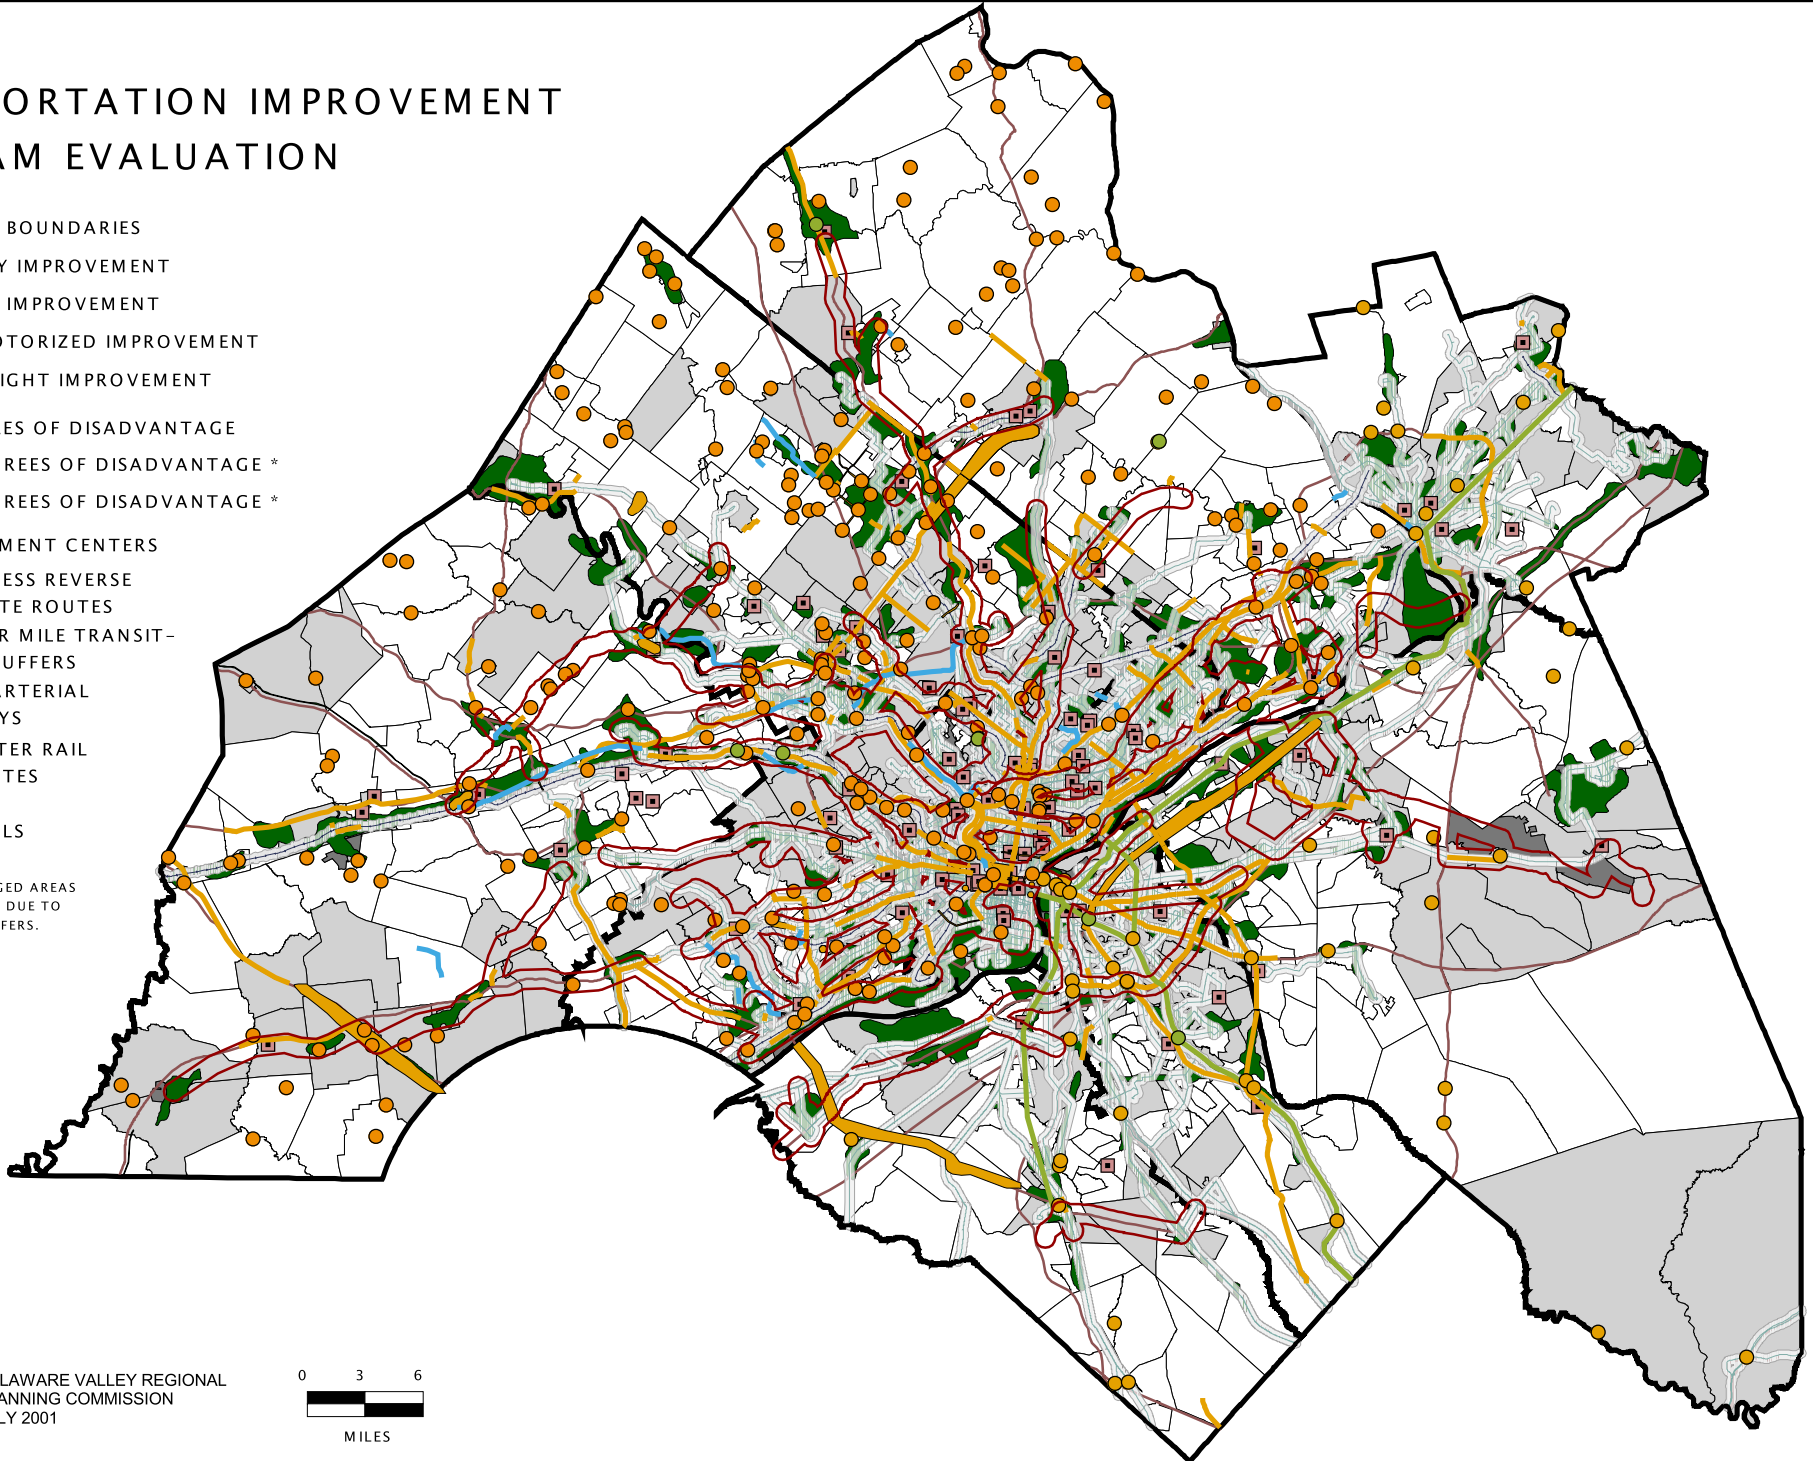 ORTATION IMPROVEMENT
AM EVALUATION
BOUNDARIES
Y IMPROVEMENT
IMPROVEMENT
OTORIZED IMPROVEMENT
IGHT IMPROVEMENT
ES OF DISADVANTAGE
REES OF DISADVANTAGE *
REES OF DISADVANTAGE *
MENT CENTERS
ESS REVERSE
TE ROUTES
R MILE TRANSIT-
UFFERS
ARTERIAL
YS
TER RAIL
TES
LS
GED AREAS
DUE TO
FERS.
LAWARE VALLEY REGIONAL
ANNING COMMISSION
LY 2001
0 3 6
MILES